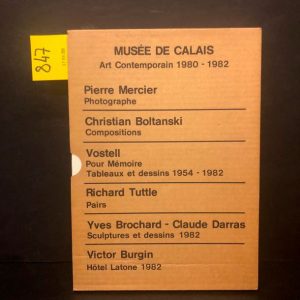 847
MUSÉE DE CALAIS
Art Contemporain 1980 - 1982
Pierre Mercier
Photographe
Christian Boltanski
Compositions
Vostell
Pour Mémoire
Tableaux et dessins 1954 - 1982
Richard Tuttle
Pairs
Yves Brochard - Claude Darras
Sculptures et dessins 1982
Victor Burgin
Hôtel Latone 1982